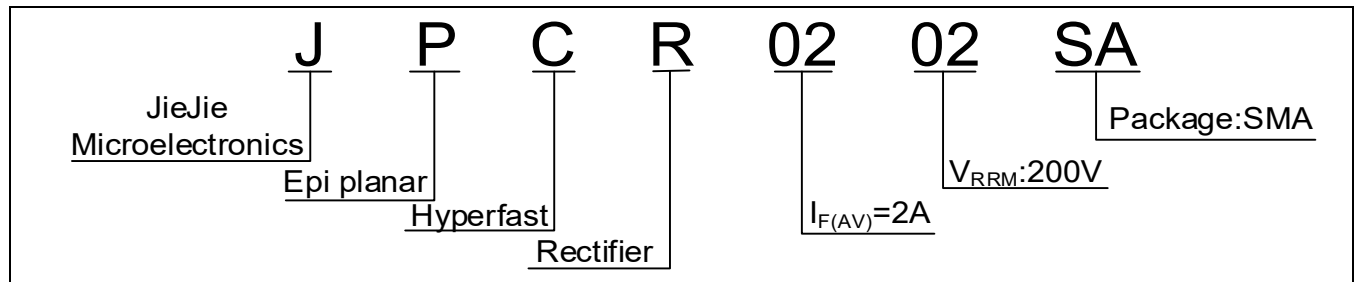 J P C R 02 02 SA
JieJie
Microelectronics
Package:SMA
Epi planar
V_RRM:200V
Hyperfast
I_F(AV)=2A
Rectifier